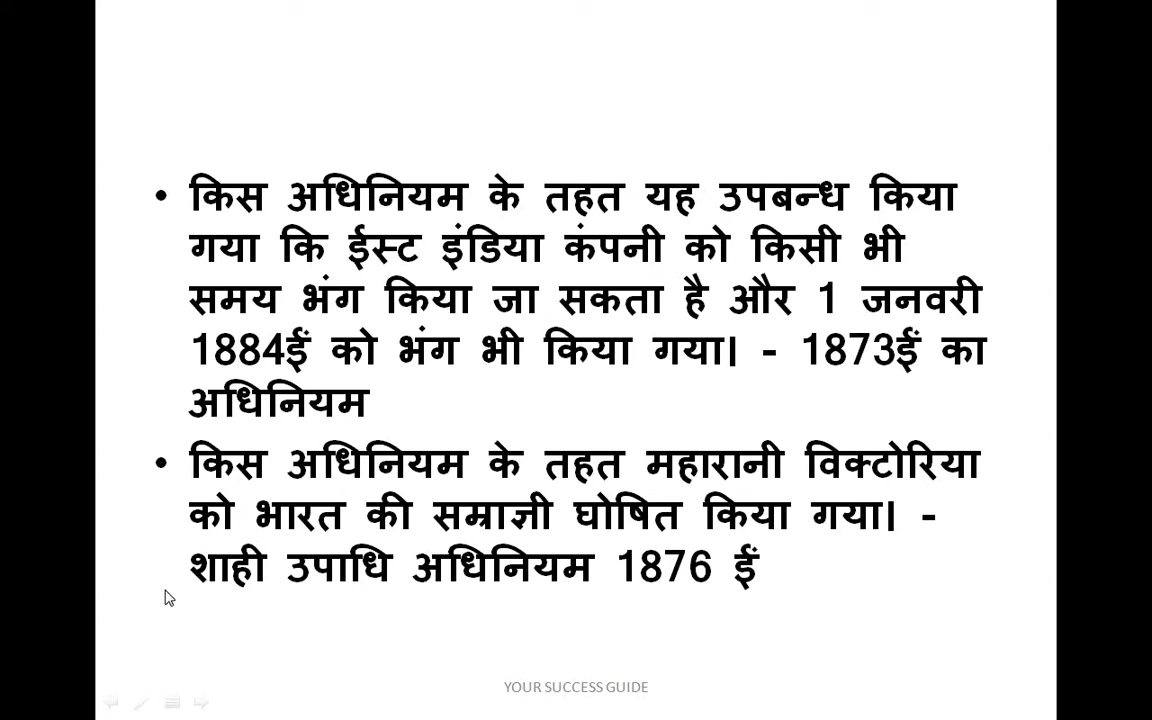 • किस अधिनियम के तहत यह उपबन्ध किया
गया कि ईस्ट इंडिया कंपनी को किसी भी
समय भंग किया जा सकता है और 1 जनवरी
1884ईं को भंग भी किया गया। - 1873ईं का
अधिनियम
• किस अधिनियम के तहत महारानी विक्टोरिया
को भारत की सम्राज्ञी घोषित किया गया। -
शाही उपाधि अधिनियम 1876 ईं
YOUR SUCCESS GUIDE